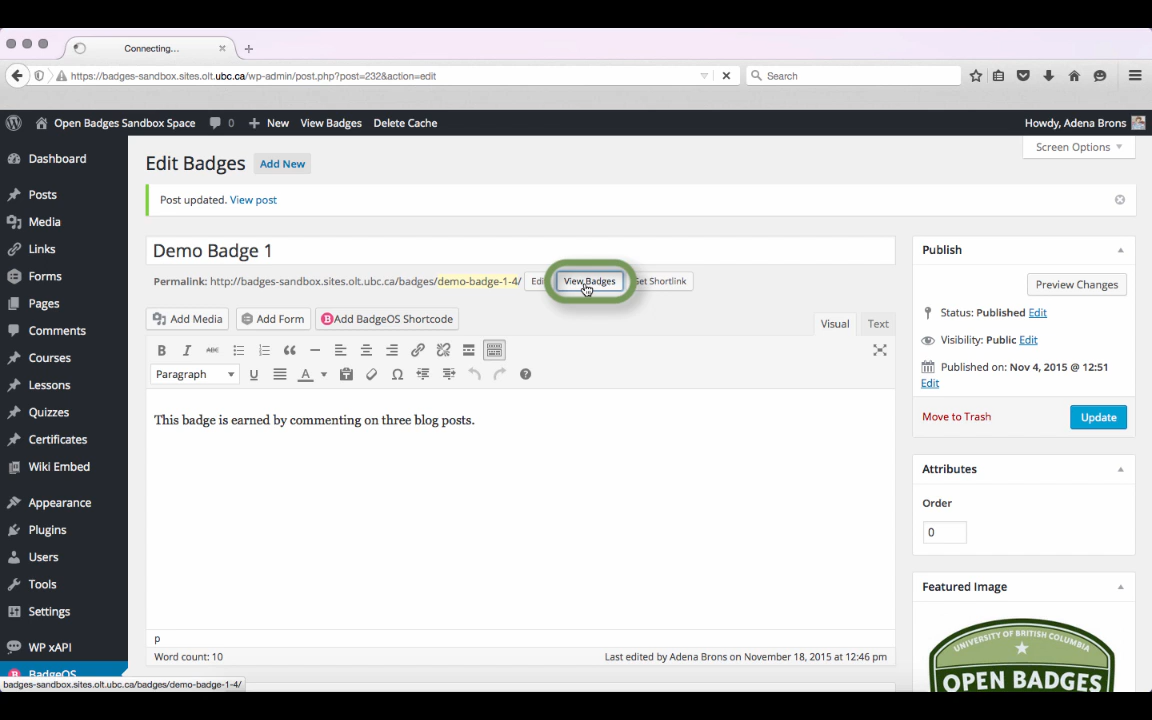 Connecting...
https://badges-sandbox.sites.olt.ubc.ca/wp-admin/post.php?post=232&action=edit
Search
Open Badges Sandbox Space 0 New View Badges Delete Cache
Howdy, Adena Brons
Screen Options
Dashboard
Posts
Media
Links
Forms
Pages
Comments
Courses
Lessons
Quizzes
Certificates
Wiki Embed
Appearance
Plugins
Users
Tools
Settings
WP xAPI
BadgeOS
Edit Badges Add New
Post updated. View post
Demo Badge 1
Permalink: http://badges-sandbox.sites.olt.ubc.ca/badges/demo-badge-1-4/ Edi View Badges et Shortlink
Add Media Add Form Add BadgeOS Shortcode
Visual Text
B I ABC
Paragraph U A Ω
This badge is earned by commenting on three blog posts.
p
Word count: 10
Last edited by Adena Brons on November 18, 2015 at 12:46 pm
Publish
Preview Changes
Status: Published Edit
Visibility: Public Edit
Published on: Nov 4, 2015 @ 12:51
Edit
Move to Trash Update
Attributes
Order
0
Featured Image
UNIVERSITY OF BRITISH COLUMBIA
OPEN BADGES
badges-sandbox.sites.olt.ubc.ca/badges/demo-badge-1-4/